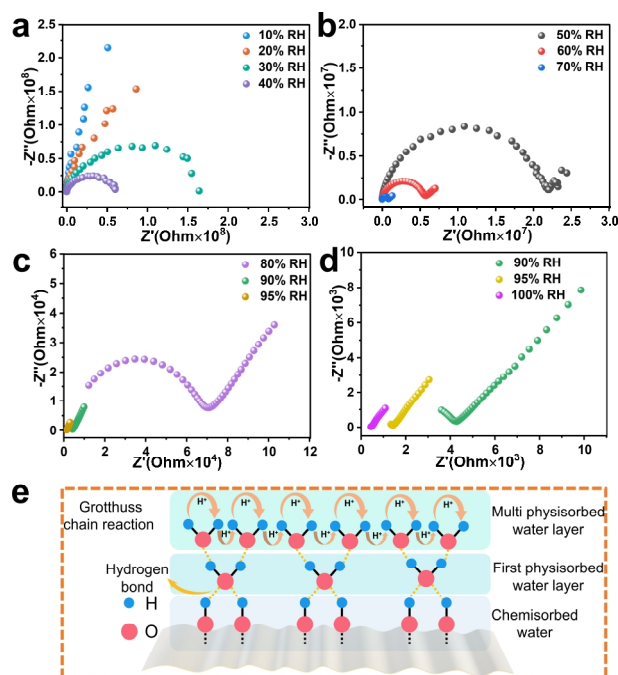 a
10% RH
20% RH
30% RH
40% RH
-Z''(Ohm×10⁸)
2.5
2.0
1.5
1.0
0.5
0.0
0.0 0.5 1.0 1.5 2.0 2.5 3.0
Z'(Ohm×10⁸)
b
50% RH
60% RH
70% RH
-Z''(Ohm×10⁷)
2.0
1.5
1.0
0.5
0.0
0.0 0.5 1.0 1.5 2.0 2.5 3.0
Z'(Ohm×10⁷)
c
80% RH
90% RH
95% RH
-Z''(Ohm×10⁴)
6
5
4
3
2
1
0
0 2 4 6 8 10 12
Z'(Ohm×10⁴)
d
90% RH
95% RH
100% RH
-Z''(Ohm×10³)
10
8
6
4
2
0
0 2 4 6 8 10
Z'(Ohm×10³)
e
Grotthuss
chain reaction
H⁺ H⁺ H⁺ H⁺ H⁺ H⁺
H⁺ H⁺ H⁺ H⁺ H⁺
Multi physisorbed
water layer
First physisorbed
water layer
Hydrogen
bond
H
O
Chemisorbed
water